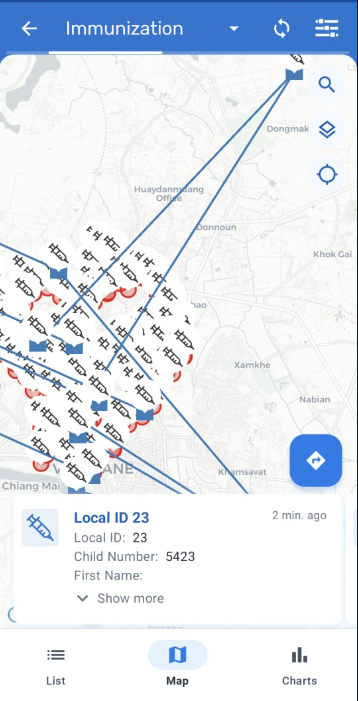 Immunization
Dongmak
Huaydanmuang
Office
Donnoun
Khok Gai
hao
Xamkhe
Nabian
V
ANE
Khamsavat
Chiang Mai
Local ID 23
2 min. ago
Local ID: 23
Child Number: 5423
First Name:
Show more
List
Map
Charts